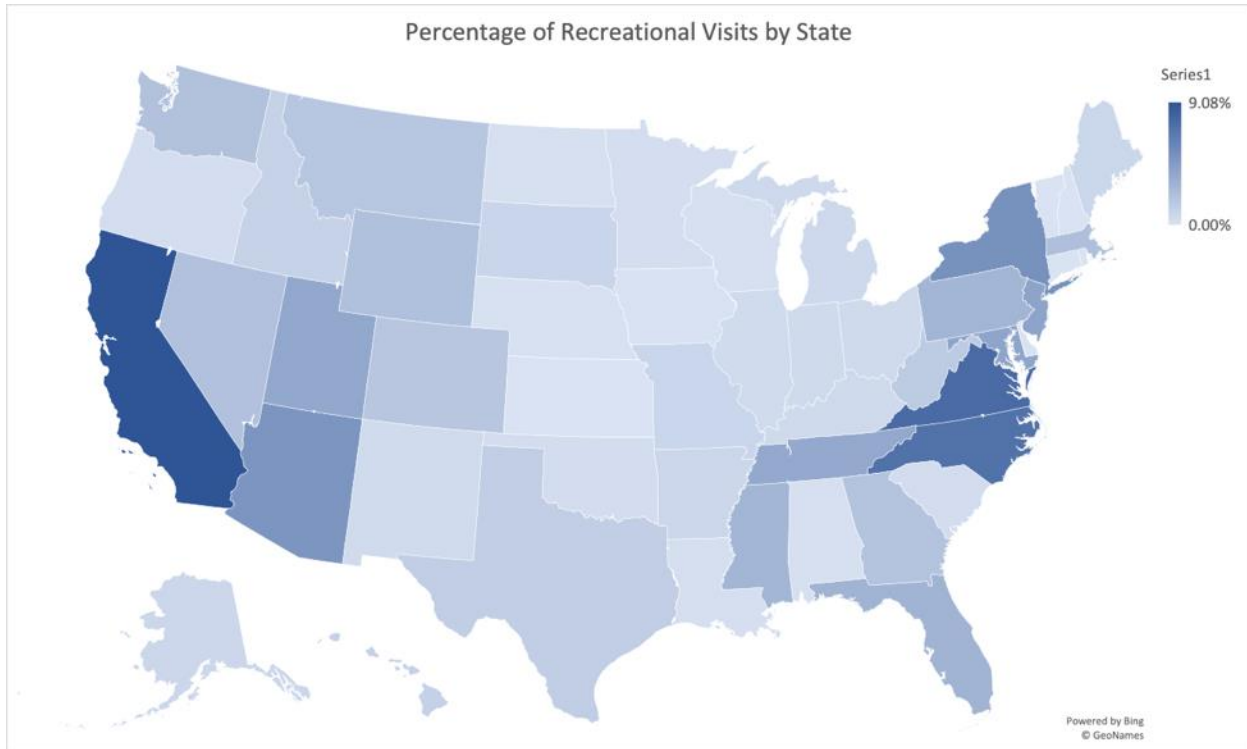 Percentage of Recreational Visits by State
Series1
9.08%
0.00%
Powered by Bing
© GeoNames